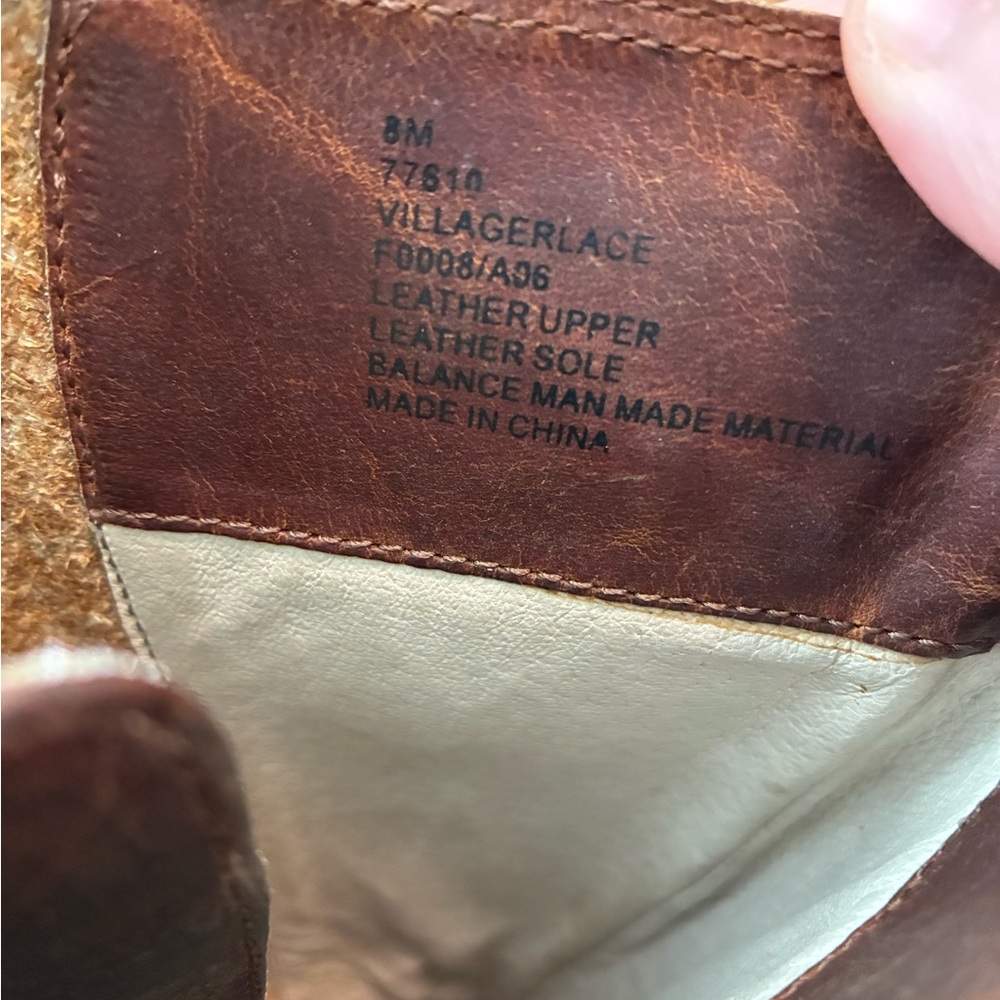 8M
77610
VILLAGERLACE
F0008/A06
LEATHER UPPER
LEATHER SOLE
BALANCE MAN MADE MATERIAL
MADE IN CHINA